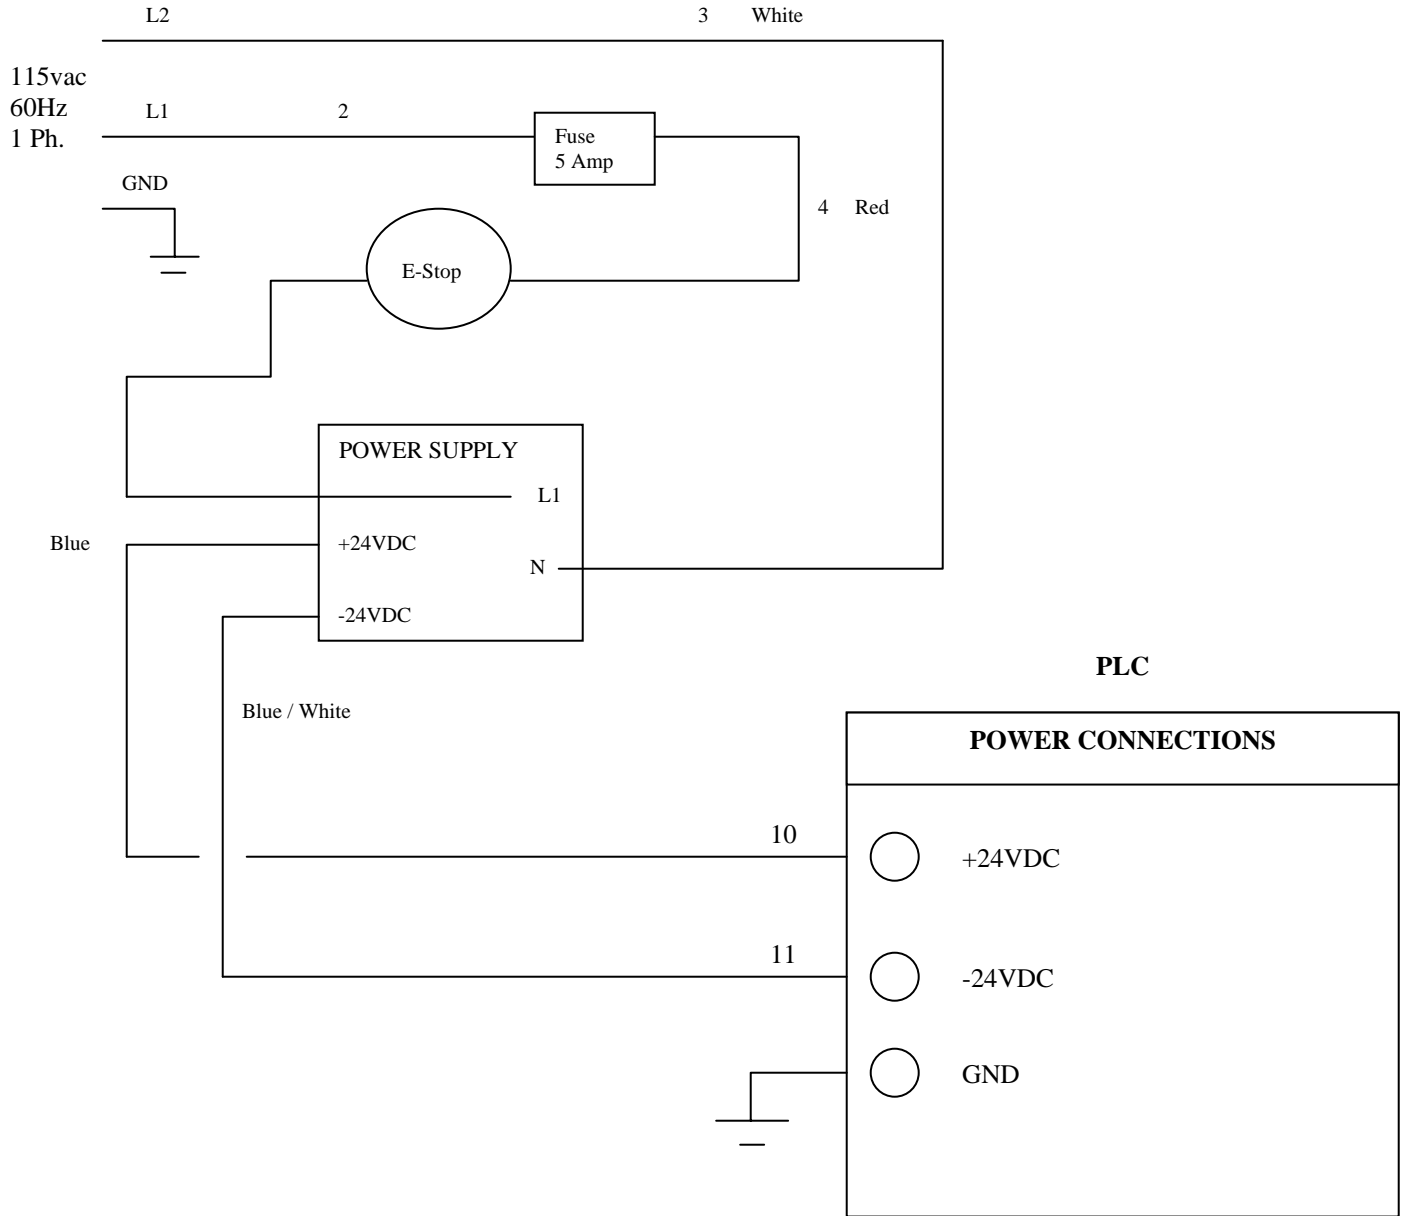 L2
3 White
115vac
60Hz
1 Ph.
L1
2
Fuse
5 Amp
GND
4 Red
E-Stop
POWER SUPPLY
L1
Blue
+24VDC
N
-24VDC
Blue / White
PLC
POWER CONNECTIONS
10
+24VDC
11
-24VDC
GND